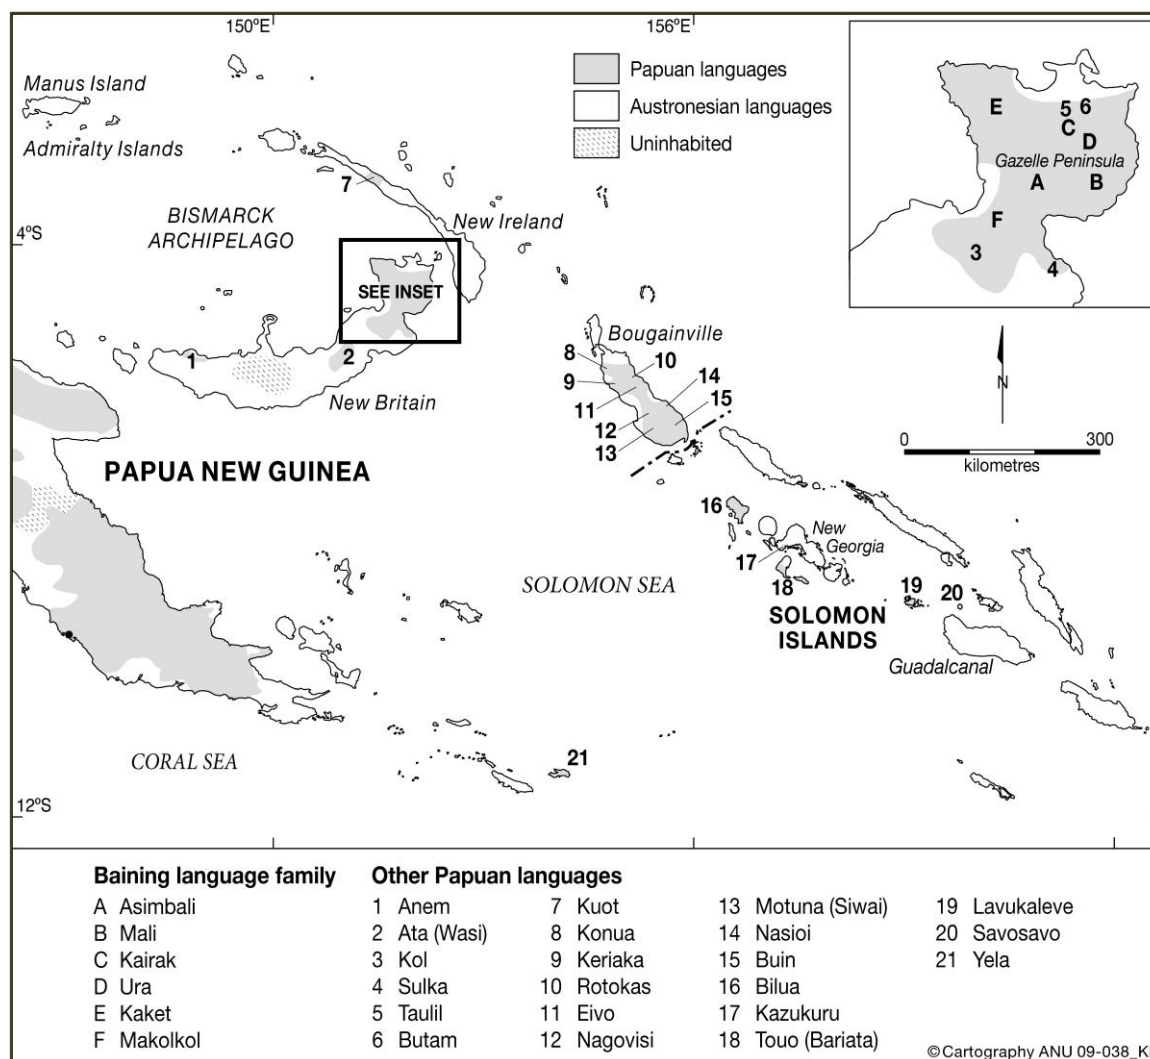 150ºE
156ºE
Manus Island
Admiralty Islands
Papuan languages
Austronesian languages
Uninhabited
E
5
6
C
D
Gazelle Peninsula
A
B
F
3
4
7
New Ireland
BISMARCK
ARCHIPELAGO
4ºS
SEE INSET
1
2
New Britain
Bougainville
8
10
9
11
14
15
12
13
N
0
300
kilometres
PAPUA NEW GUINEA
16
New
Georgia
17
18
SOLOMON SEA
19
20
SOLOMON
ISLANDS
Guadalcanal
CORAL SEA
21
12ºS
Baining language family
A Asimbali
B Mali
C Kairak
D Ura
E Kaket
F Makolkol
Other Papuan languages
1 Anem
2 Ata (Wasi)
3 Kol
4 Sulka
5 Taulil
6 Butam
7 Kuot
8 Konua
9 Keriaka
10 Rotokas
11 Eivo
12 Nagovisi
13 Motuna (Siwai)
14 Nasioi
15 Buin
16 Bilua
17 Kazukuru
18 Touo (Bariata)
19 Lavukaleve
20 Savosavo
21 Yela
© Cartography ANU 09-038_K